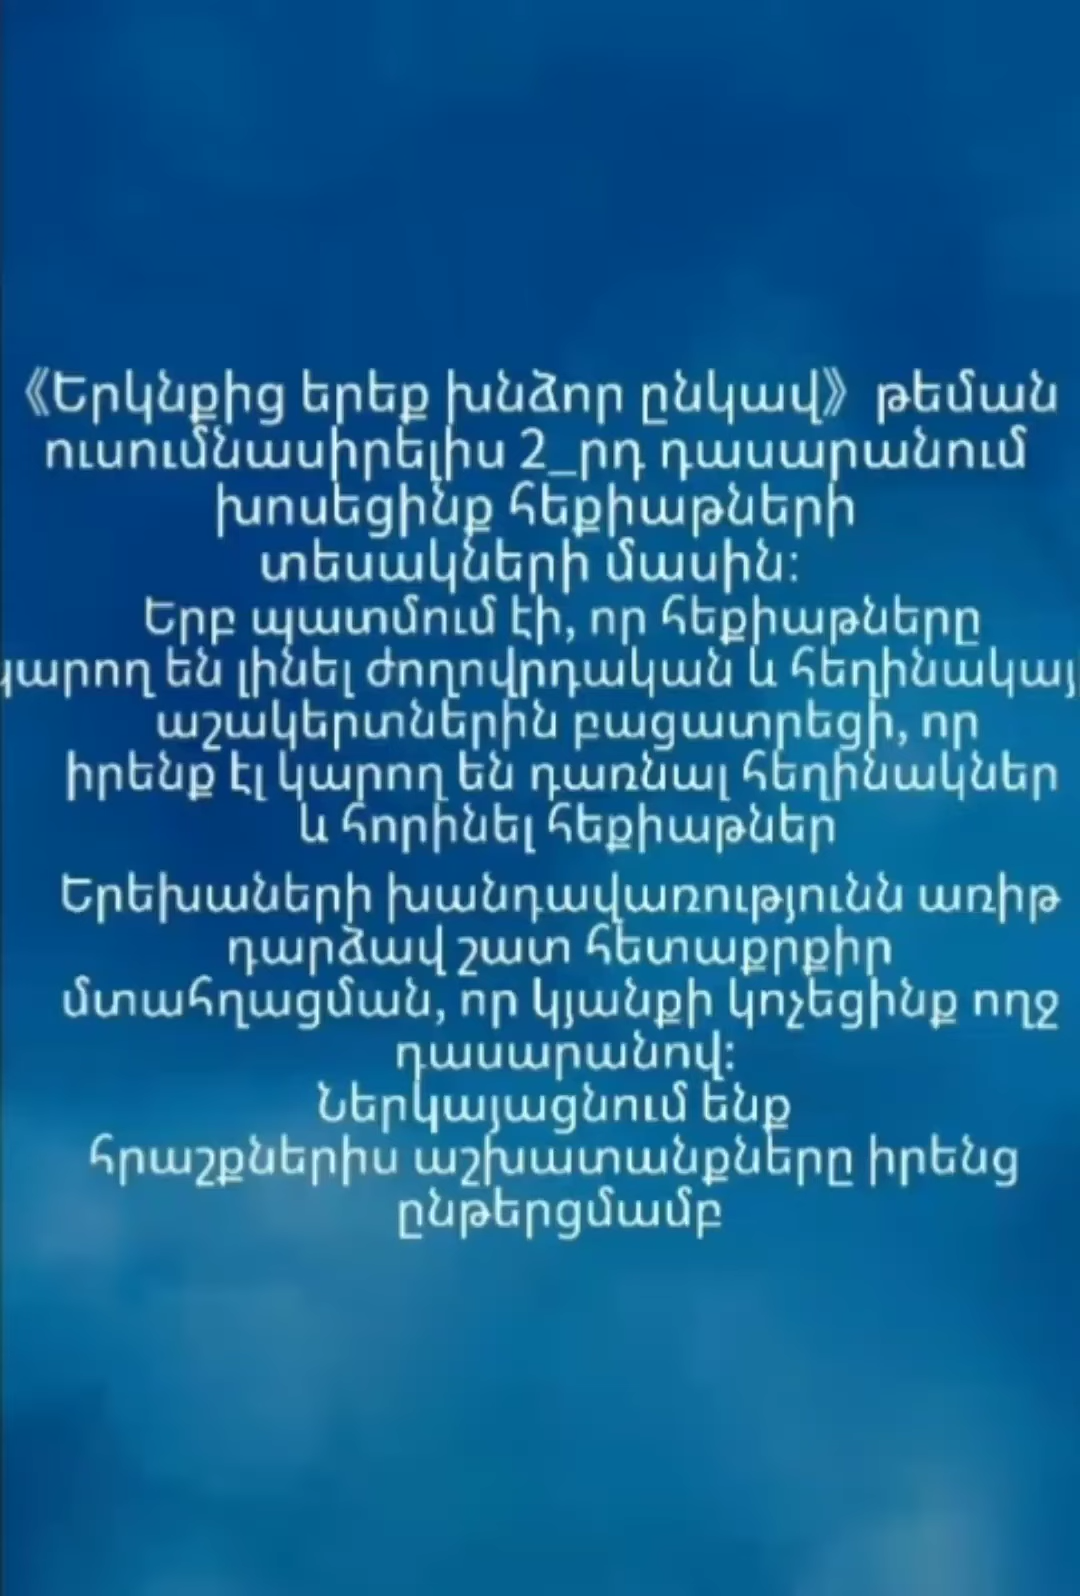 《Երկնքից երեք խնձոր ընկավ》 թեման
ուսումնասիրելիս 2_րդ դասարանում
խոսեցինք հեքիաթների
տեսակների մասին:
Երբ պատմում էի, որ հեքիաթները
կարող են լինել ժողովրդական և հեղինակայ
աշակերտներին բացատրեցի, որ
իրենք էլ կարող են դառնալ հեղինակներ
և հորինել հեքիաթներ
Երեխաների խանդավառությունն առիթ
դարձավ շատ հետաքրքիր
մտահղացման, որ կյանքի կոչեցինք ողջ
դասարանով:
Ներկայացնում ենք
հրաշքներիս աշխատանքները իրենց
ընթերցմամբ